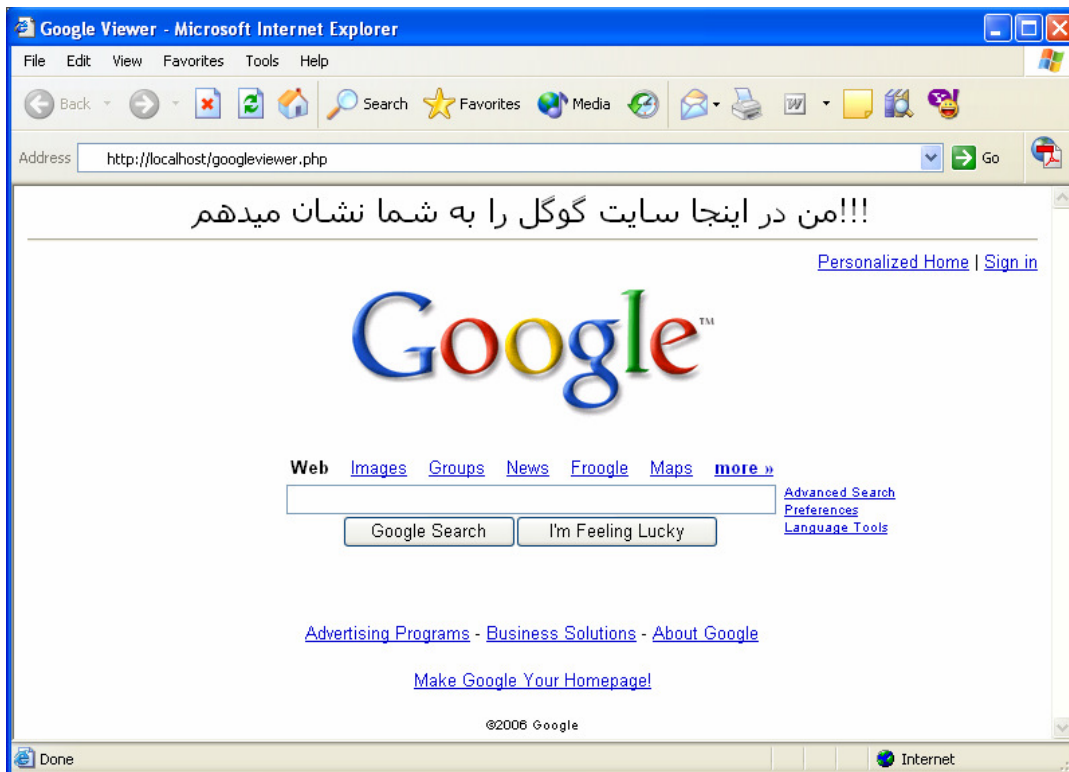 Google Viewer - Microsoft Internet Explorer
File Edit View Favorites Tools Help
Back Search Favorites Media W
Address http://localhost/googleviewer.php Go
من در اینجا سایت گوگل را به شما نشان میدهم!!!
Personalized Home | Sign in
Google™
Web Images Groups News Froogle Maps more »
Advanced Search
Preferences
Language Tools
Google Search I'm Feeling Lucky
Advertising Programs - Business Solutions - About Google
Make Google Your Homepage!
©2006 Google
Done Internet